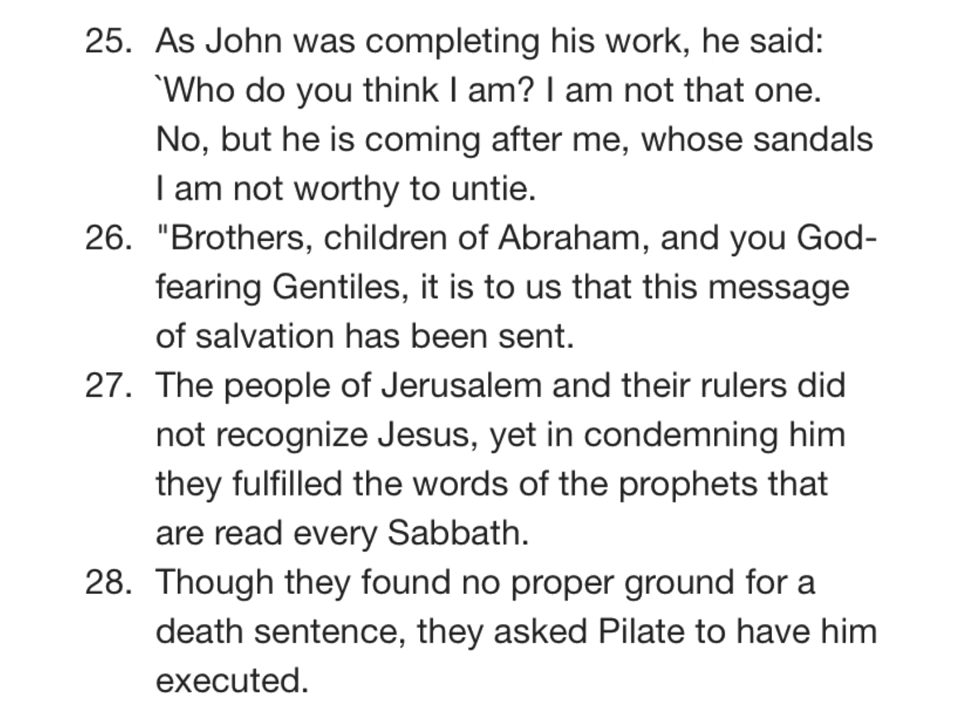 25. As John was completing his work, he said:
`Who do you think I am? I am not that one.
No, but he is coming after me, whose sandals
I am not worthy to untie.
26. "Brothers, children of Abraham, and you God-
fearing Gentiles, it is to us that this message
of salvation has been sent.
27. The people of Jerusalem and their rulers did
not recognize Jesus, yet in condemning him
they fulfilled the words of the prophets that
are read every Sabbath.
28. Though they found no proper ground for a
death sentence, they asked Pilate to have him
executed.